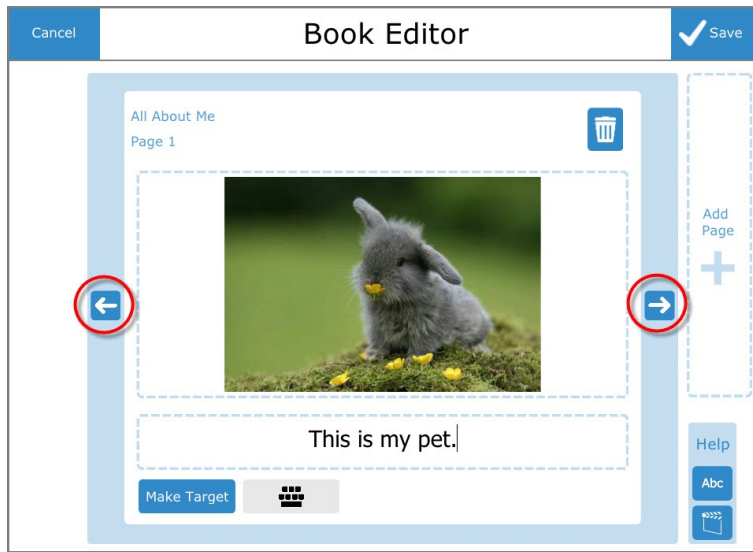 Cancel
Book Editor
Save
All About Me
Page 1
Add
Page
This is my pet.
Make Target
Help
Abc